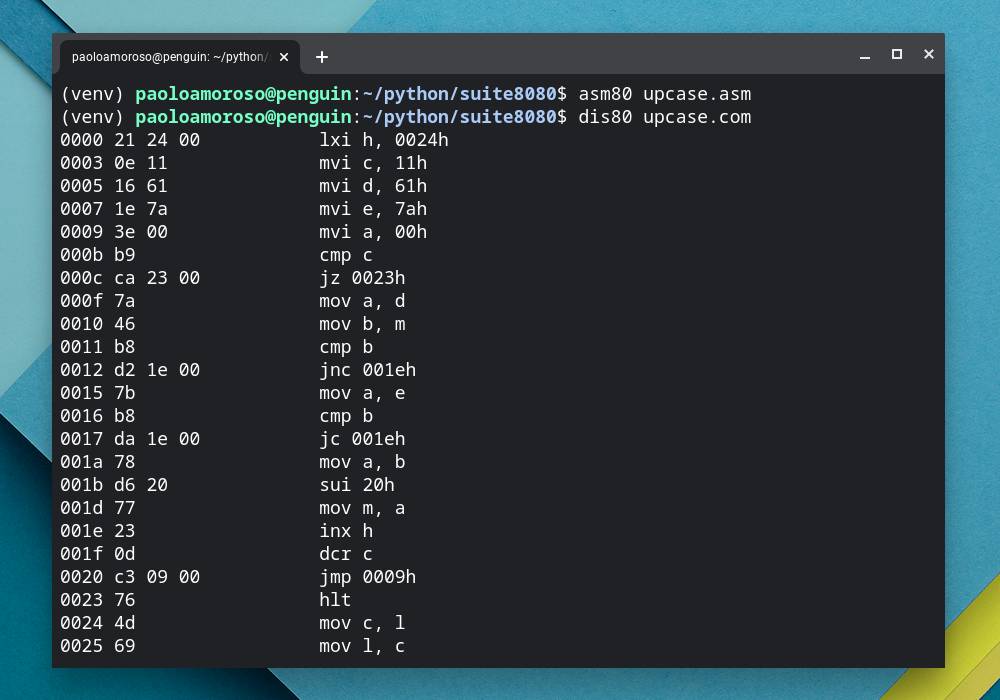 paoloamoroso@penguin: ~/python/
(venv) paoloamoroso@penguin:~/python/suite8080$ asm80 upcase.asm
(venv) paoloamoroso@penguin:~/python/suite8080$ dis80 upcase.com
0000 21 24 00           lxi h, 0024h
0003 0e 11              mvi c, 11h
0005 16 61              mvi d, 61h
0007 1e 7a              mvi e, 7ah
0009 3e 00              mvi a, 00h
000b b9                 cmp c
000c ca 23 00           jz 0023h
000f 7a                 mov a, d
0010 46                 mov b, m
0011 b8                 cmp b
0012 d2 1e 00           jnc 001eh
0015 7b                 mov a, e
0016 b8                 cmp b
0017 da 1e 00           jc 001eh
001a 78                 mov a, b
001b d6 20              sui 20h
001d 77                 mov m, a
001e 23                 inx h
001f 0d                 dcr c
0020 c3 09 00           jmp 0009h
0023 76                 hlt
0024 4d                 mov c, l
0025 69                 mov l, c